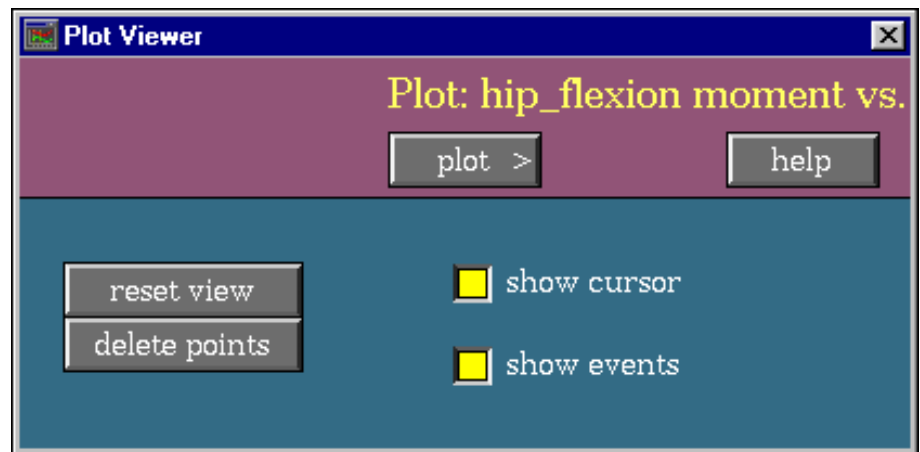 Plot Viewer
Plot: hip_flexion moment vs.
plot >
help
reset view
delete points
show cursor
show events